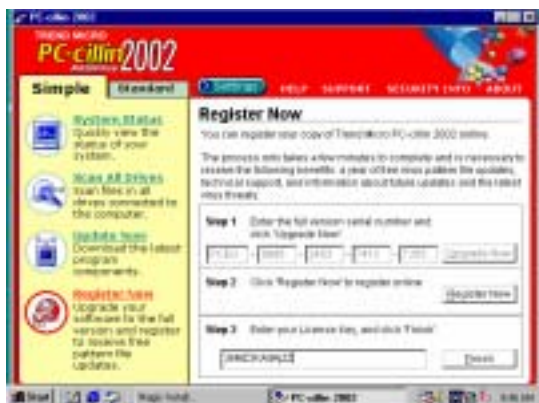 PC-cillin 2002
TREND MICRO
PC-cillin 2002
Simple
Standard
Settings
HELP
SUPPORT
SECURITY INFO
ABOUT
System Status
Quickly view the
status of your
system.
Scan All Drives
Scan files in all
drives connected to
the computer.
Update Now
Download the latest
program
components.
Register Now
Upgrade your
software to the full
version and register
to receive free
pattern file
updates.
Register Now
You can register your copy of Trend Micro PC-cillin 2002 online.
The process only takes a few minutes to complete and is necessary to
receive the following benefits: a year of free virus pattern file updates,
technical support, and information about future updates and the latest
virus threats.
Step 1 Enter the full version serial number and
click 'Upgrade Now'
Upgrade Now
Step 2 Click 'Register Now' to register online
Register Now
Step 3 Enter your License Key, and click 'Finish'
Finish
Start
PC-cillin 2002